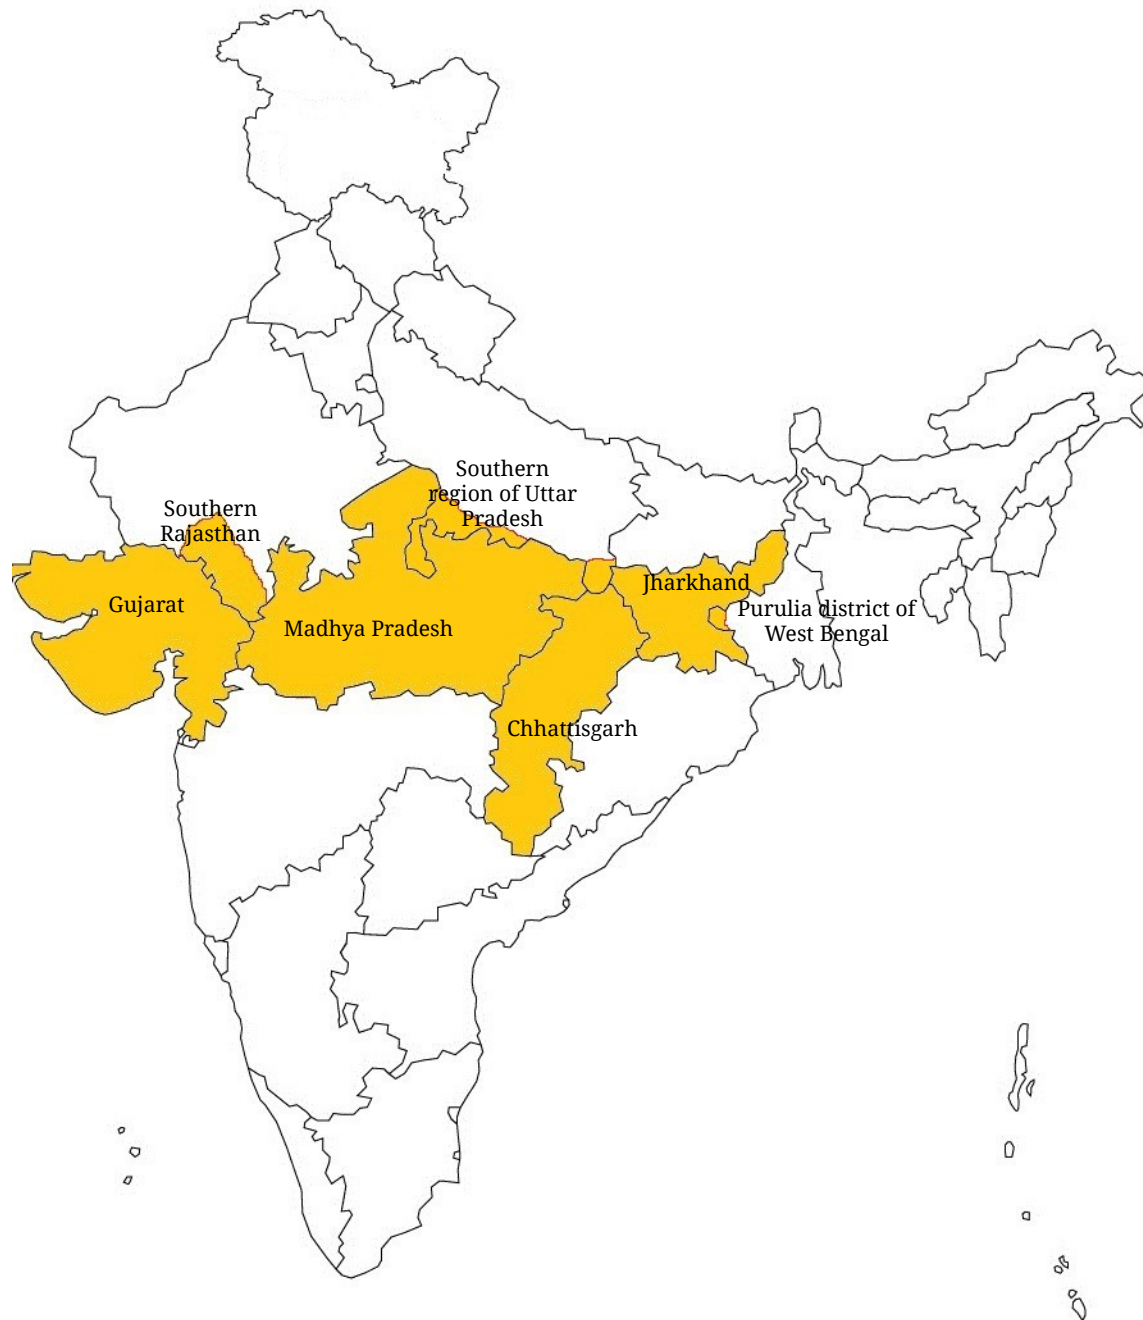 Southern
region of Uttar
Pradesh
Southern
Rajasthan
Jharkhand
Gujarat
Purulia district of
West Bengal
Madhya Pradesh
Chhattisgarh